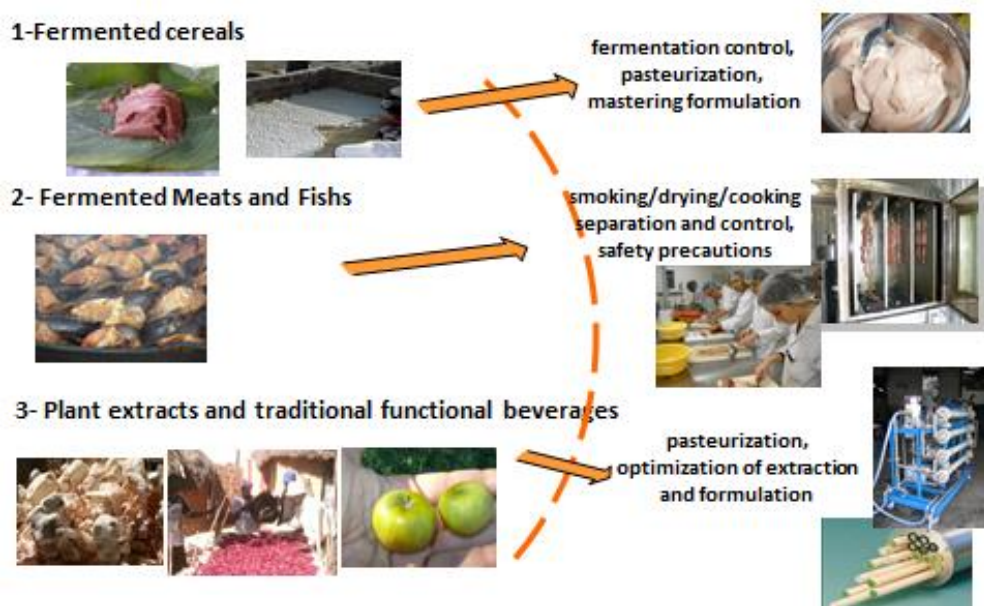 1-Fermented cereals
fermentation control,
pasteurization,
mastering formulation
2- Fermented Meats and Fishs
smoking/drying/cooking
separation and control,
safety precautions
3- Plant extracts and traditional functional beverages
pasteurization,
optimization of extraction
and formulation